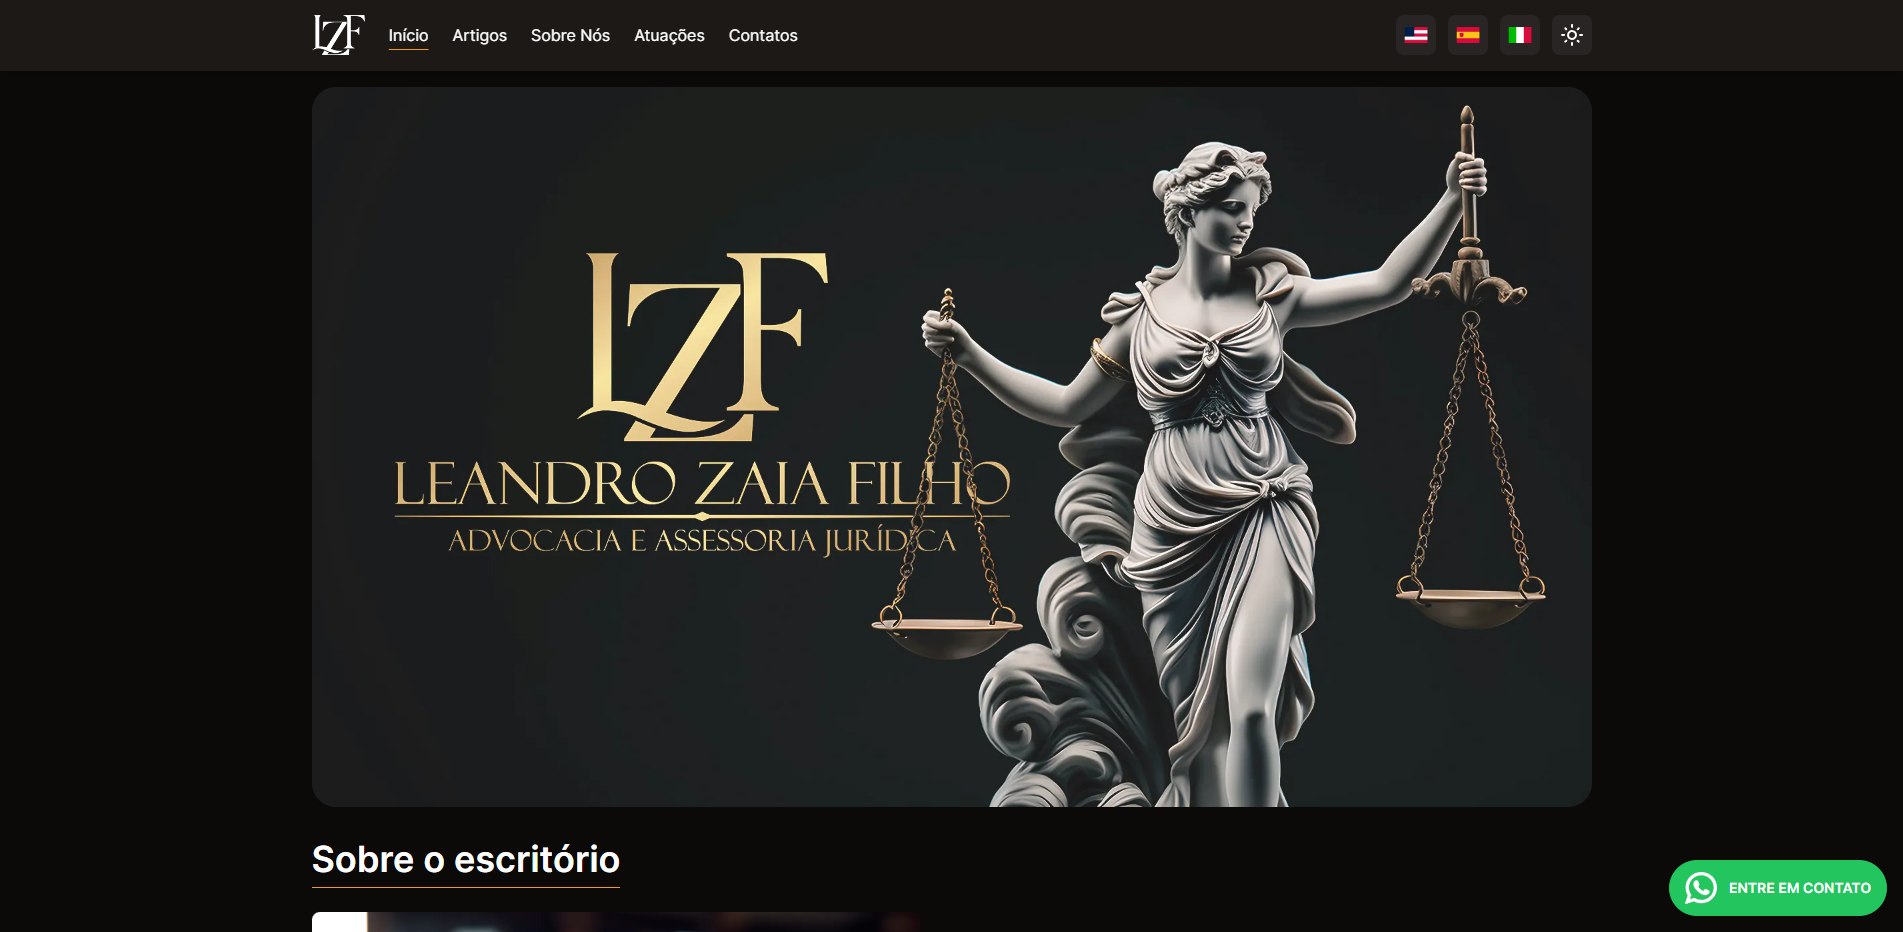 LZF
Início
Artigos
Sobre Nós
Atuações
Contatos
LZF
LEANDRO ZAIA FILHO
ADVOCACIA E ASSESSORIA JURÍDICA
Sobre o escritório
ENTRE EM CONTATO